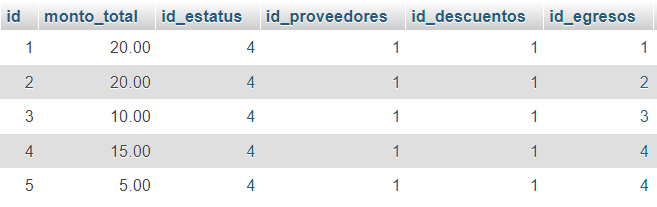 id monto_total id_estatus id_proveedores id_descuentos id_egresos
1 20.00 4 1 1 1
2 20.00 4 1 1 2
3 10.00 4 1 1 3
4 15.00 4 1 1 4
5 5.00 4 1 1 4